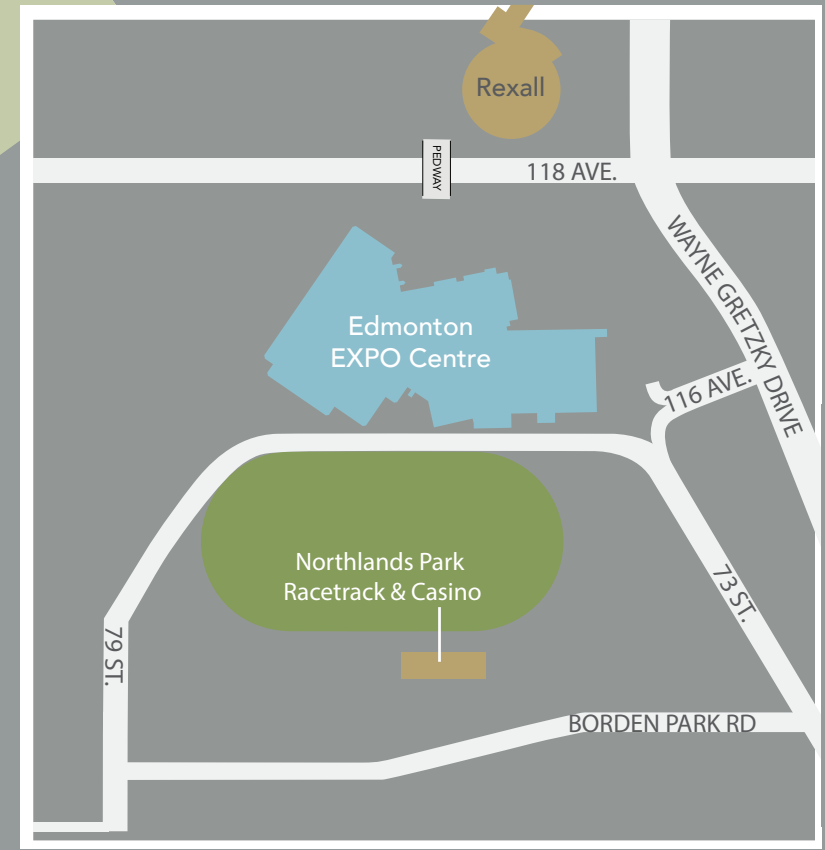 Rexall
PEDWAY
118 AVE.
WAYNE GRETZKY DRIVE
Edmonton
EXPO Centre
116 AVE.
Northlands Park
Racetrack & Casino
73 ST.
79 ST.
BORDEN PARK RD